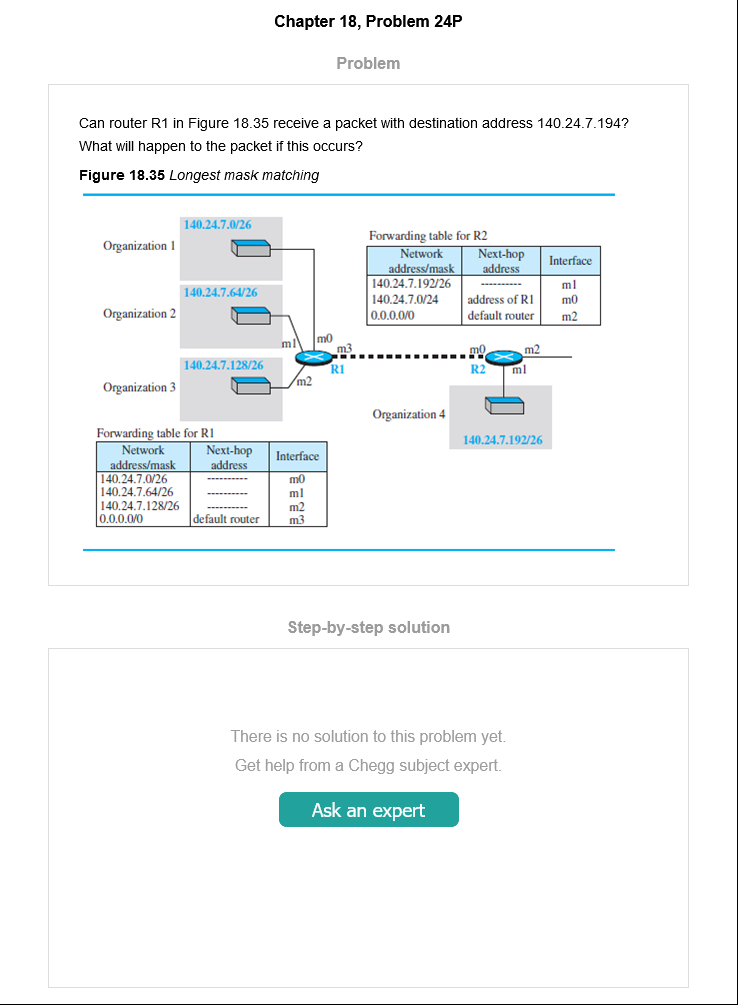 Chapter 18, Problem 24P
Problem
Can router R1 in Figure 18.35 receive a packet with destination address 140.24.7.194?
What will happen to the packet if this occurs?
Figure 18.35 Longest mask matching
140.24.7.0/26
Organization 1
140.24.7.64/26
Organization 2
140.24.7.128/26
Organization 3
m0
m1
m2
m3
R1
Forwarding table for R2
Network address/mask Next-hop address Interface
140.24.7.192/26 ---------- m1
140.24.7.0/24 address of R1 m0
0.0.0.0/0 default router m2
m0
m2
R2
m1
Organization 4
140.24.7.192/26
Forwarding table for R1
Network address/mask Next-hop address Interface
140.24.7.0/26 ---------- m0
140.24.7.64/26 ---------- m1
140.24.7.128/26 ---------- m2
0.0.0.0/0 default router m3
Step-by-step solution
There is no solution to this problem yet.
Get help from a Chegg subject expert.
Ask an expert